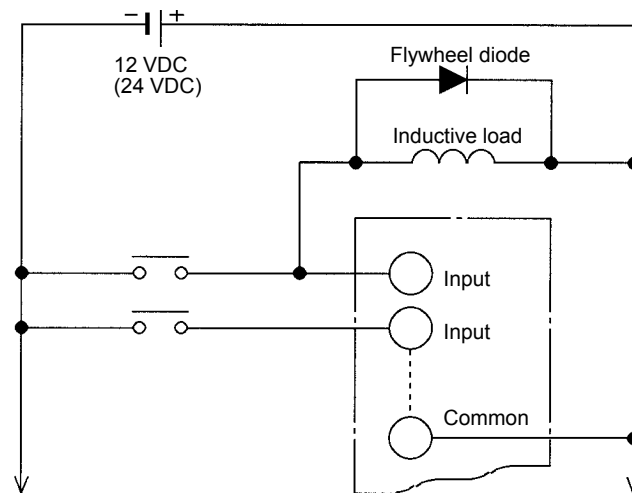 − +
12 VDC
(24 VDC)
Flywheel diode
Inductive load
Input
Input
Common